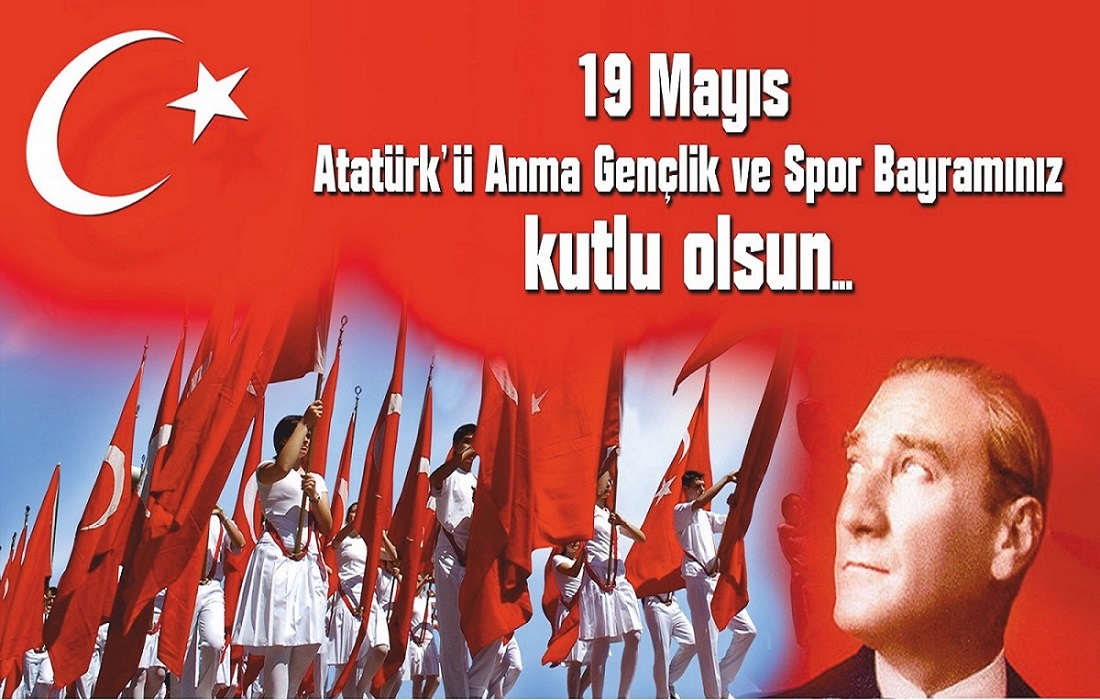 19 Mayıs
Atatürk'ü Anma Gençlik ve Spor Bayramınız
kutlu olsun...